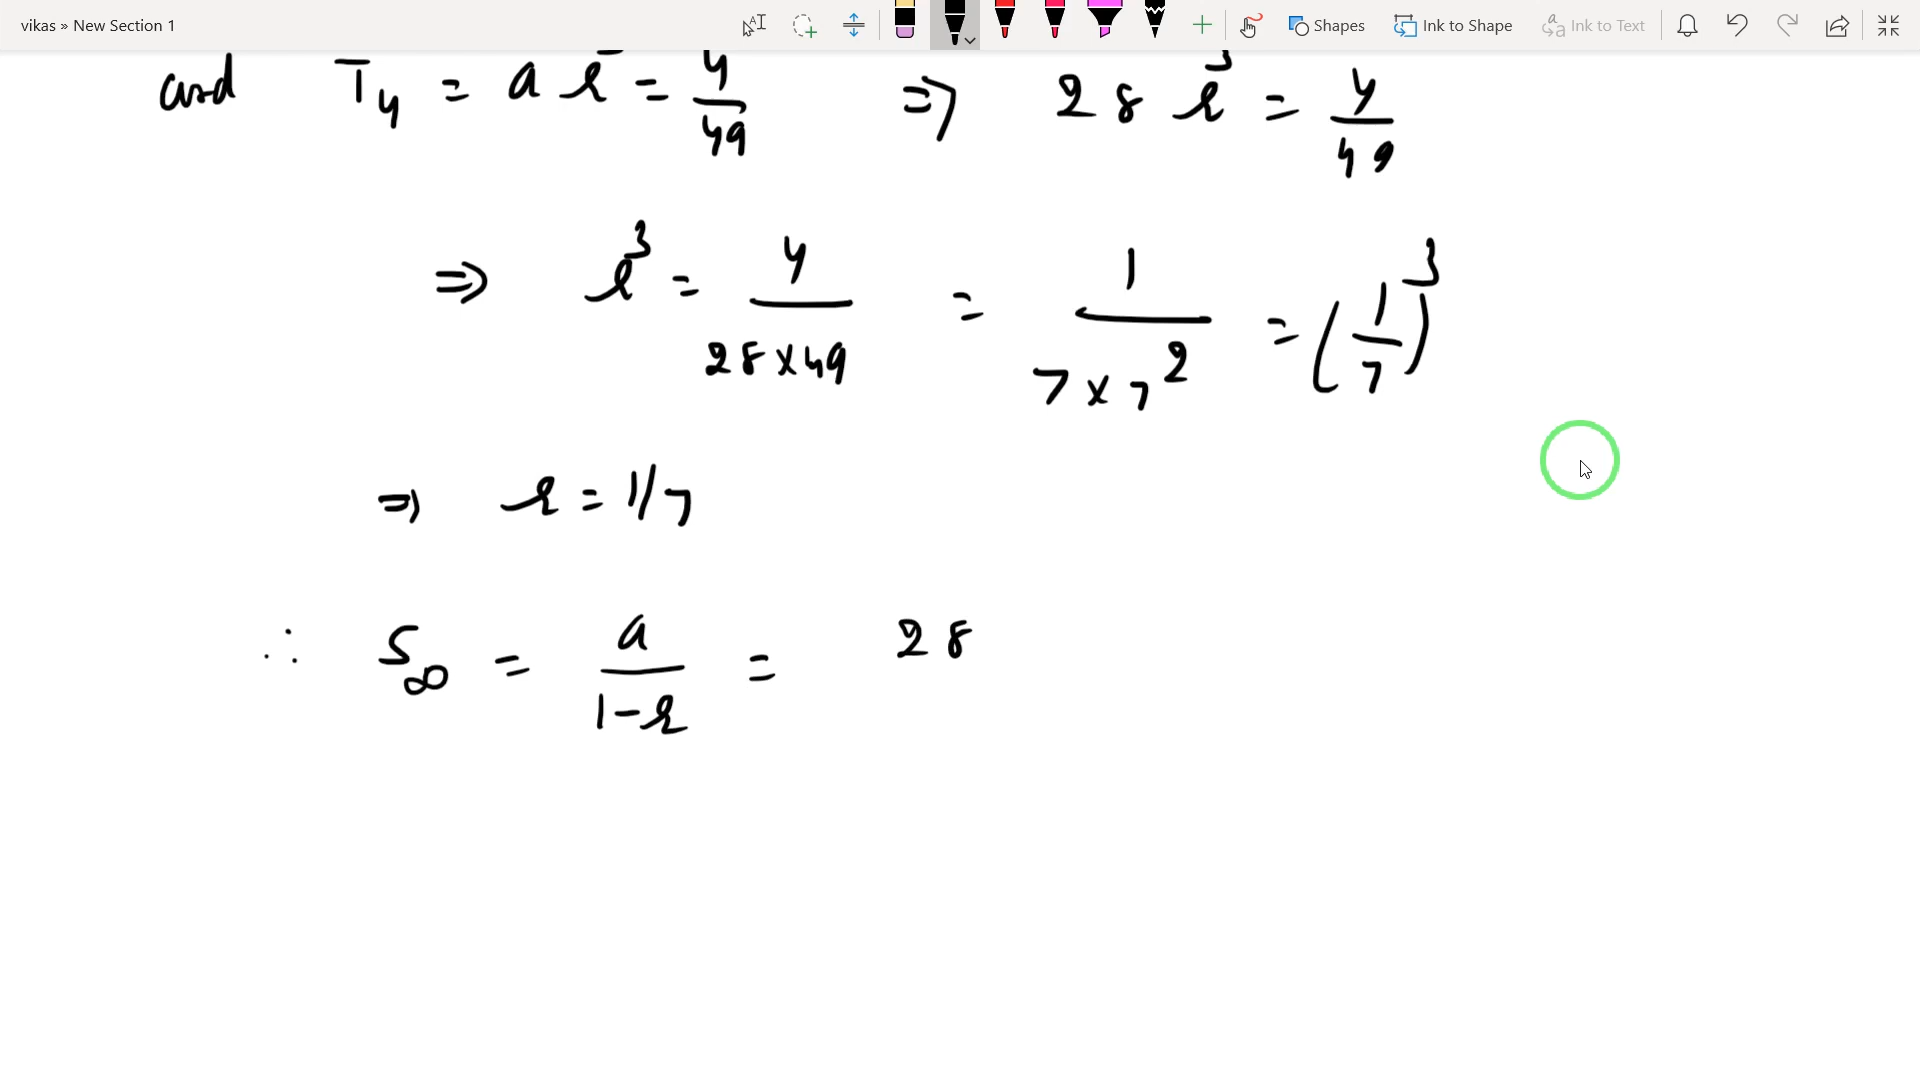 vikas » New Section 1 Shapes Ink to Shape Ink to Text
and T₄ = a r³ = 4/49 ⇒ 28 r³ = 4/49
⇒ r³ = 4/(28×49) = 1/(7×7²) = (1/7)³
⇒ r = 1/7
∴ S∞ = a/(1-r) = 28